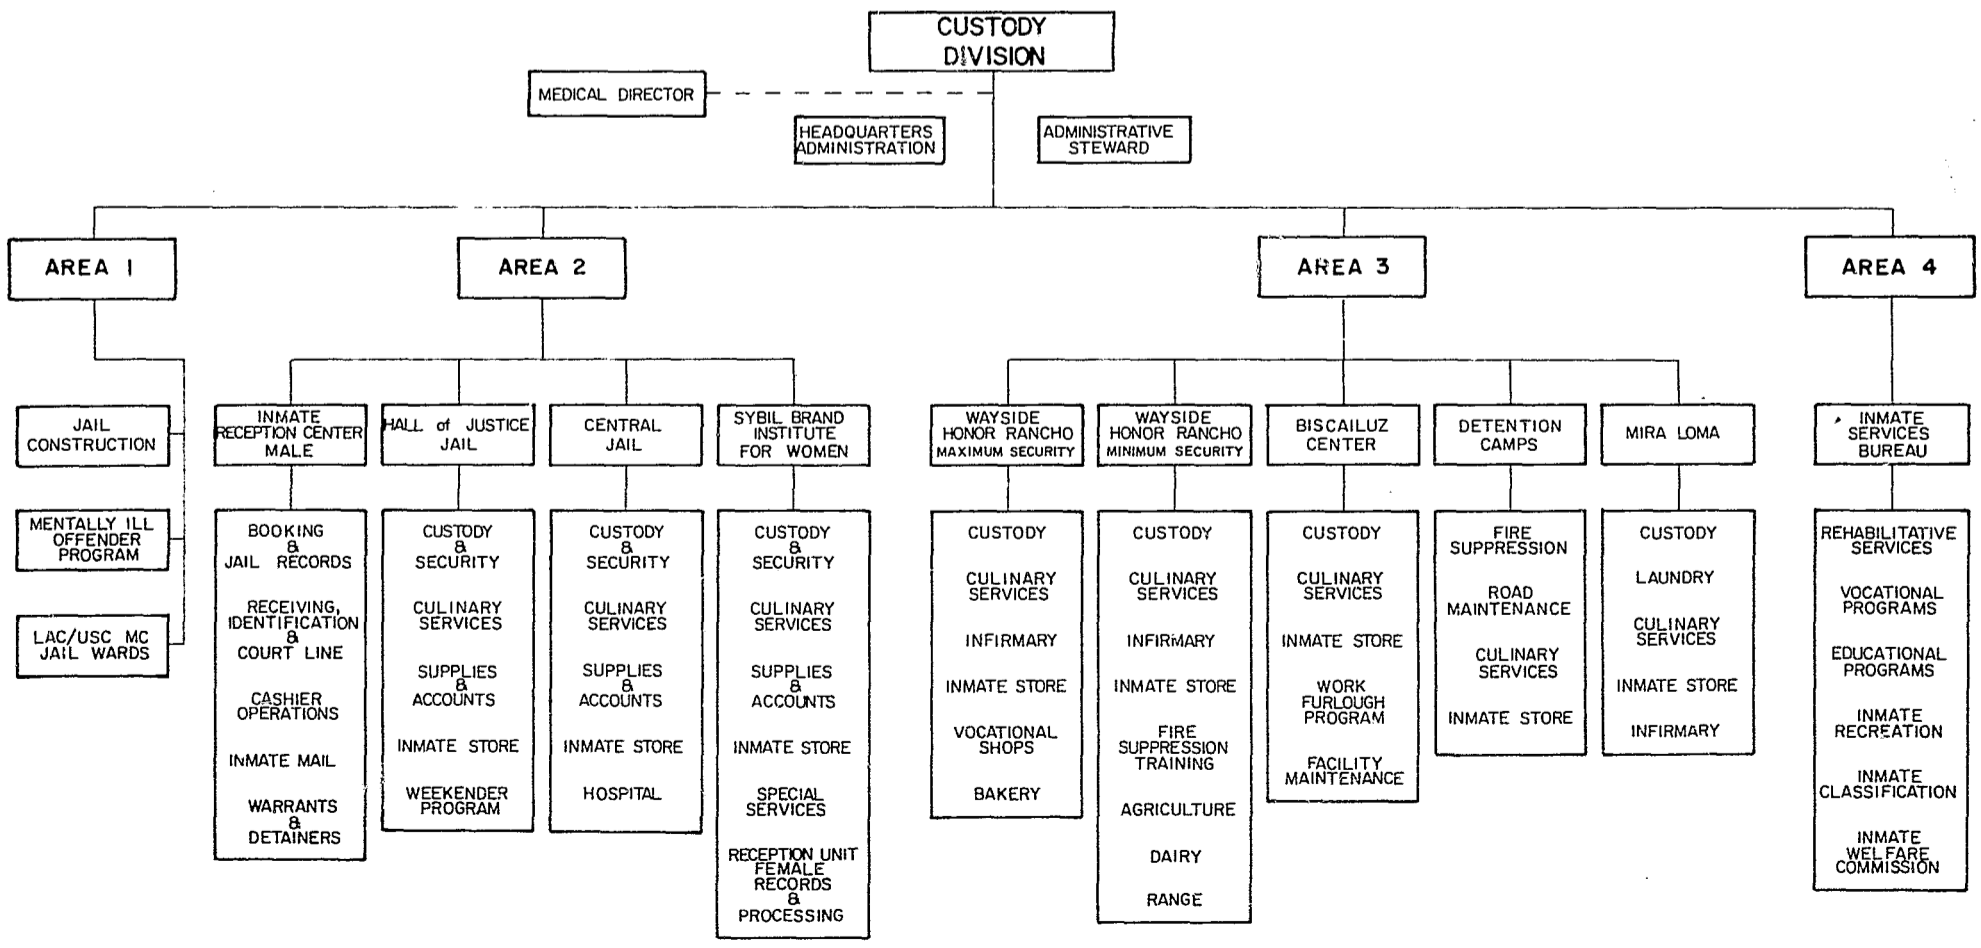 CUSTODY
DIVISION
MEDICAL DIRECTOR
HEADQUARTERS
ADMINISTRATION
ADMINISTRATIVE
STEWARD
AREA 1
AREA 2
AREA 3
AREA 4
JAIL
CONSTRUCTION
MENTALLY ILL
OFFENDER
PROGRAM
LAC/USC MC
JAIL WARDS
INMATE
RECEPTION CENTER
MALE
BOOKING
&
JAIL RECORDS
RECEIVING,
IDENTIFICATION
&
COURT LINE
CASHIER
OPERATIONS
INMATE MAIL
WARRANTS
&
DETAINERS
HALL of JUSTICE
JAIL
CUSTODY
&
SECURITY
CULINARY
SERVICES
SUPPLIES
&
ACCOUNTS
INMATE STORE
WEEKENDER
PROGRAM
CENTRAL
JAIL
CUSTODY
&
SECURITY
CULINARY
SERVICES
SUPPLIES
&
ACCOUNTS
INMATE STORE
HOSPITAL
SYBIL BRAND
INSTITUTE
FOR WOMEN
CUSTODY
&
SECURITY
CULINARY
SERVICES
SUPPLIES
&
ACCOUNTS
INMATE STORE
SPECIAL
SERVICES
RECEPTION UNIT
FEMALE
RECORDS
&
PROCESSING
WAYSIDE
HONOR RANCHO
MAXIMUM SECURITY
CUSTODY
CULINARY
SERVICES
INFIRMARY
INMATE STORE
VOCATIONAL
SHOPS
BAKERY
WAYSIDE
HONOR RANCHO
MINIMUM SECURITY
CUSTODY
CULINARY
SERVICES
INFIRMARY
INMATE STORE
FIRE
SUPPRESSION
TRAINING
AGRICULTURE
DAIRY
RANGE
BISCAILUZ
CENTER
CUSTODY
CULINARY
SERVICES
INMATE STORE
WORK
FURLOUGH
PROGRAM
FACILITY
MAINTENANCE
DETENTION
CAMPS
FIRE
SUPPRESSION
ROAD
MAINTENANCE
CULINARY
SERVICES
INMATE STORE
MIRA LOMA
CUSTODY
LAUNDRY
CULINARY
SERVICES
INMATE STORE
INFIRMARY
INMATE
SERVICES
BUREAU
REHABILITATIVE
SERVICES
VOCATIONAL
PROGRAMS
EDUCATIONAL
PROGRAMS
INMATE
RECREATION
INMATE
CLASSIFICATION
INMATE
WELFARE
COMMISSION